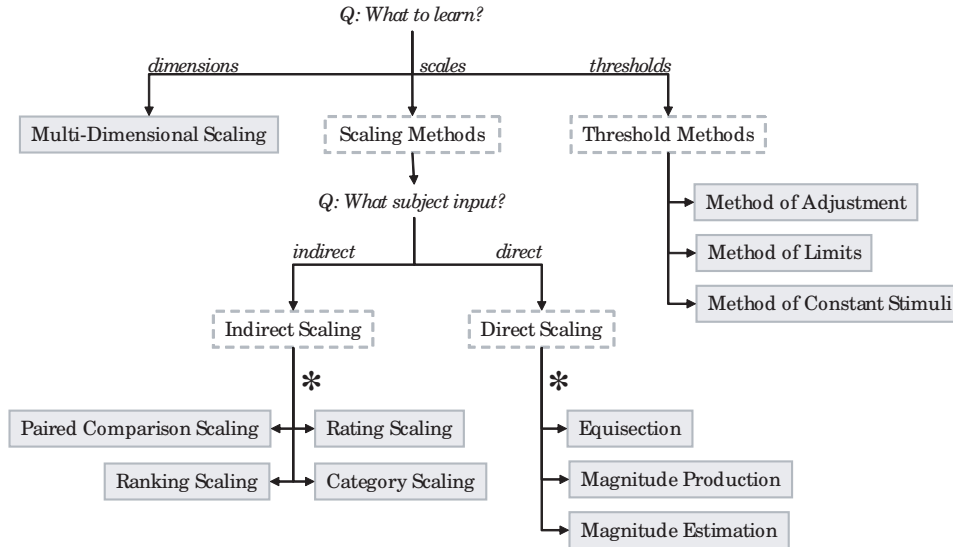 Q: What to learn?
dimensions
scales
thresholds
Multi-Dimensional Scaling
Scaling Methods
Threshold Methods
Q: What subject input?
Method of Adjustment
Method of Limits
Method of Constant Stimuli
indirect
direct
Indirect Scaling
Direct Scaling
*
*
Paired Comparison Scaling
Rating Scaling
Ranking Scaling
Category Scaling
Equisection
Magnitude Production
Magnitude Estimation